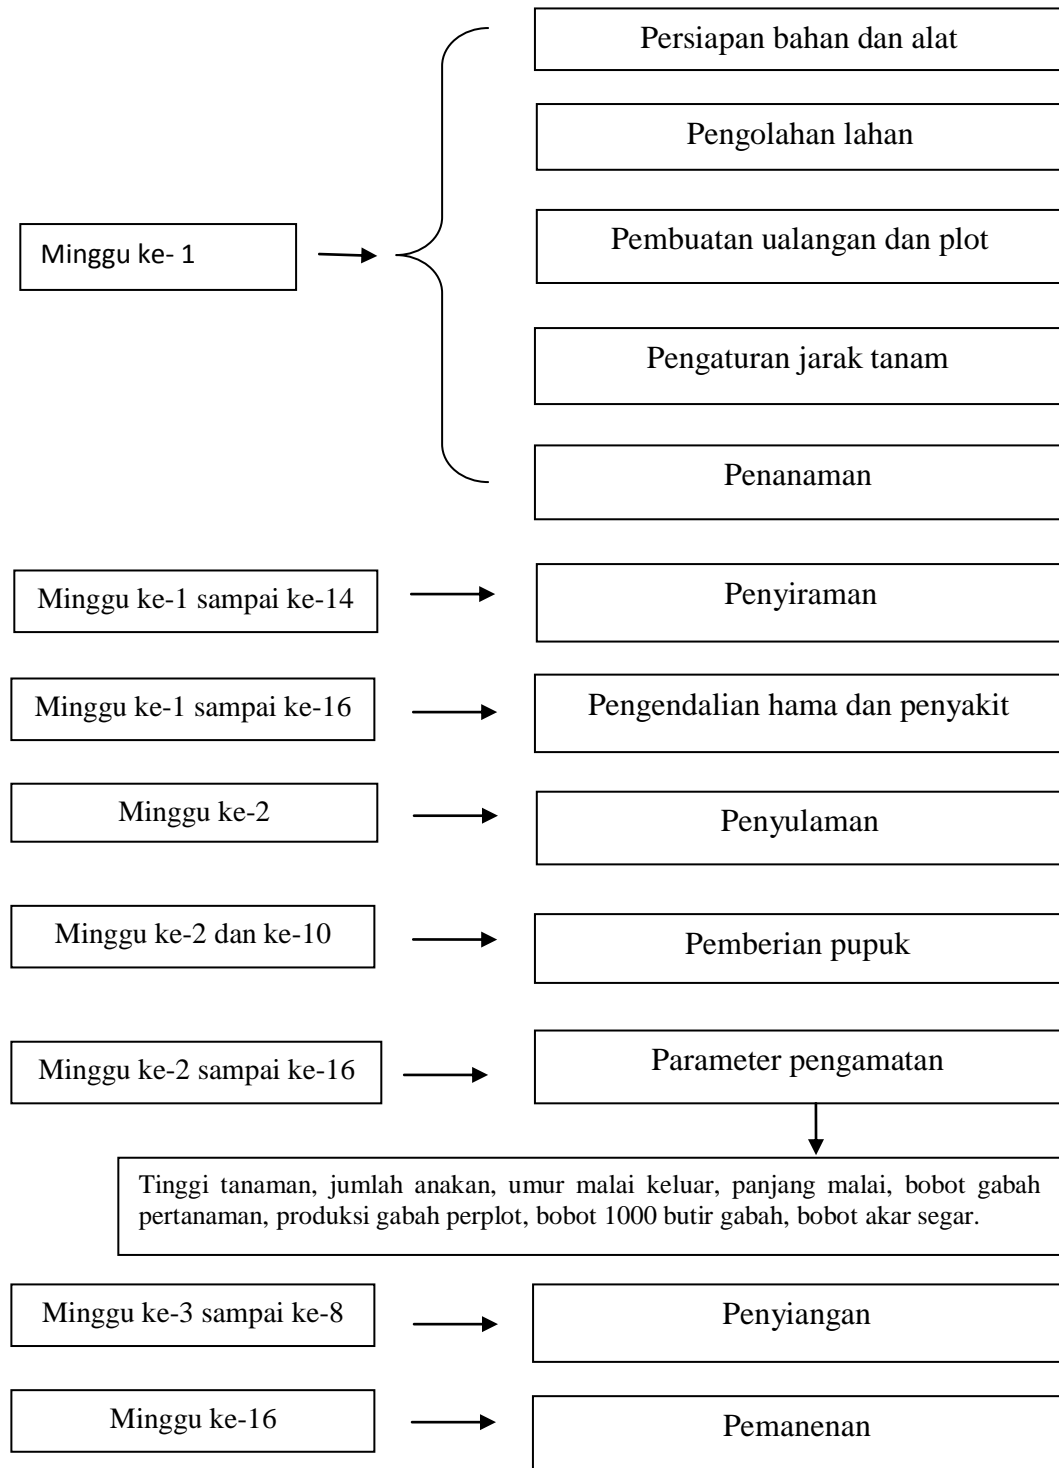 Persiapan bahan dan alat
Pengolahan lahan
Minggu ke- 1
Pembuatan ualangan dan plot
Pengaturan jarak tanam
Penanaman
Minggu ke-1 sampai ke-14
Penyiraman
Minggu ke-1 sampai ke-16
Pengendalian hama dan penyakit
Minggu ke-2
Penyulaman
Minggu ke-2 dan ke-10
Pemberian pupuk
Minggu ke-2 sampai ke-16
Parameter pengamatan
Tinggi tanaman, jumlah anakan, umur malai keluar, panjang malai, bobot gabah
pertanaman, produksi gabah perplot, bobot 1000 butir gabah, bobot akar segar.
Minggu ke-3 sampai ke-8
Penyiangan
Minggu ke-16
Pemanenan